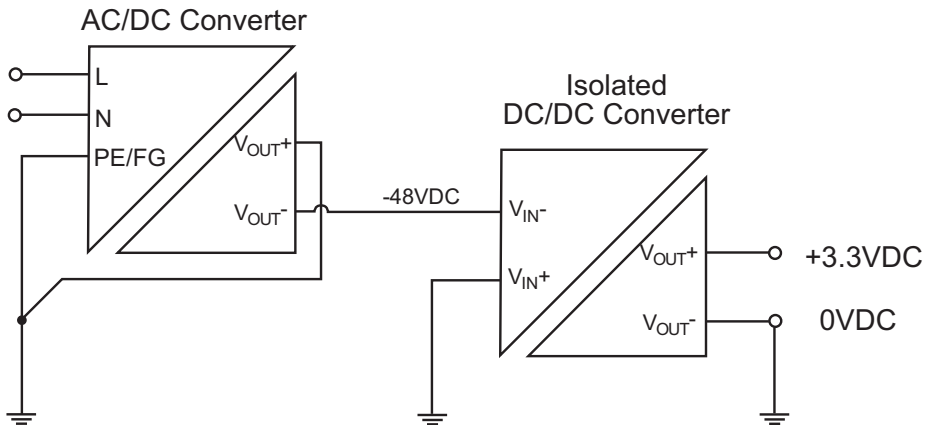 AC/DC Converter
L
N
PE/FG
VOUT+
VOUT-
-48VDC
Isolated
DC/DC Converter
VIN-
VIN+
VOUT+
VOUT-
+3.3VDC
0VDC